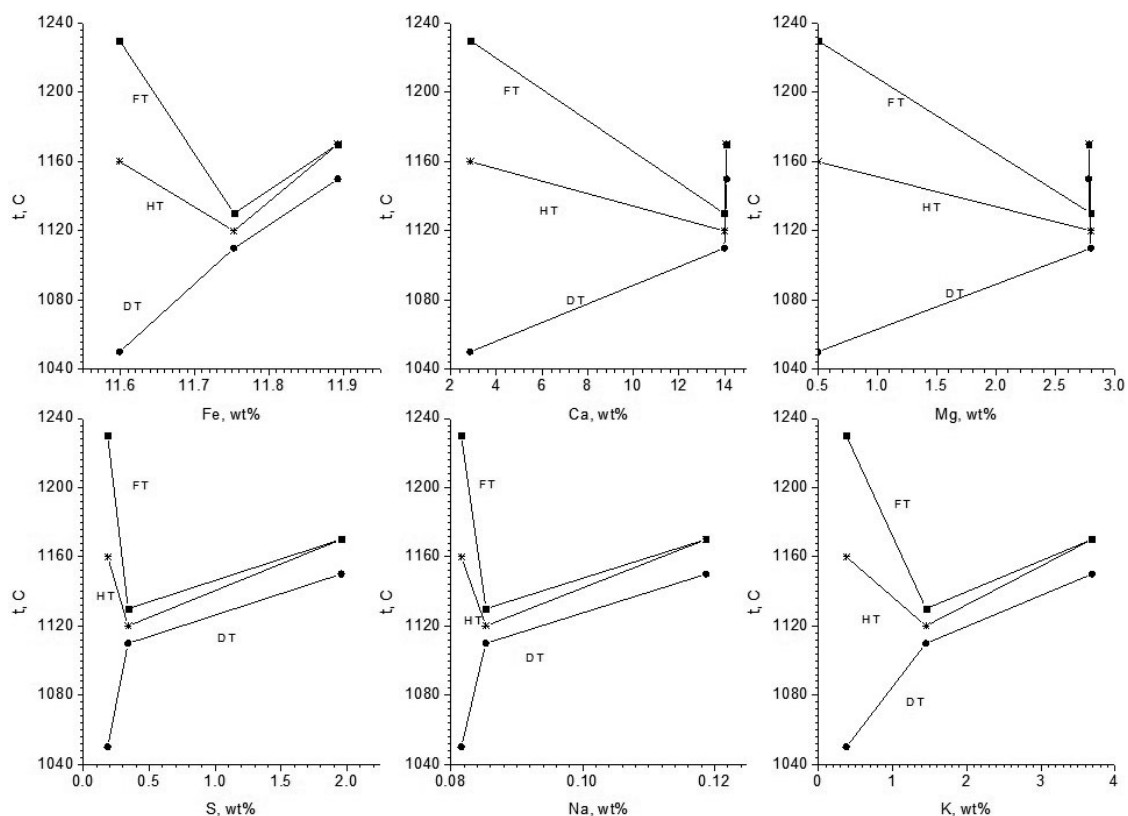 1240
1200
1160
1120
1080
1040
t, C
FT
HT
DT
11.6 11.7 11.8 11.9
Fe, wt%
1240
1200
1160
1120
1080
1040
t, C
FT
HT
DT
2 4 6 8 10 12 14
Ca, wt%
1240
1200
1160
1120
1080
1040
t, C
FT
HT
DT
0.5 1.0 1.5 2.0 2.5 3.0
Mg, wt%
1240
1200
1160
1120
1080
1040
t, C
FT
HT
DT
0.0 0.5 1.0 1.5 2.0
S, wt%
1240
1200
1160
1120
1080
1040
t, C
FT
HT
DT
0.08 0.10 0.12
Na, wt%
1240
1200
1160
1120
1080
1040
t, C
FT
HT
DT
0 1 2 3 4
K, wt%